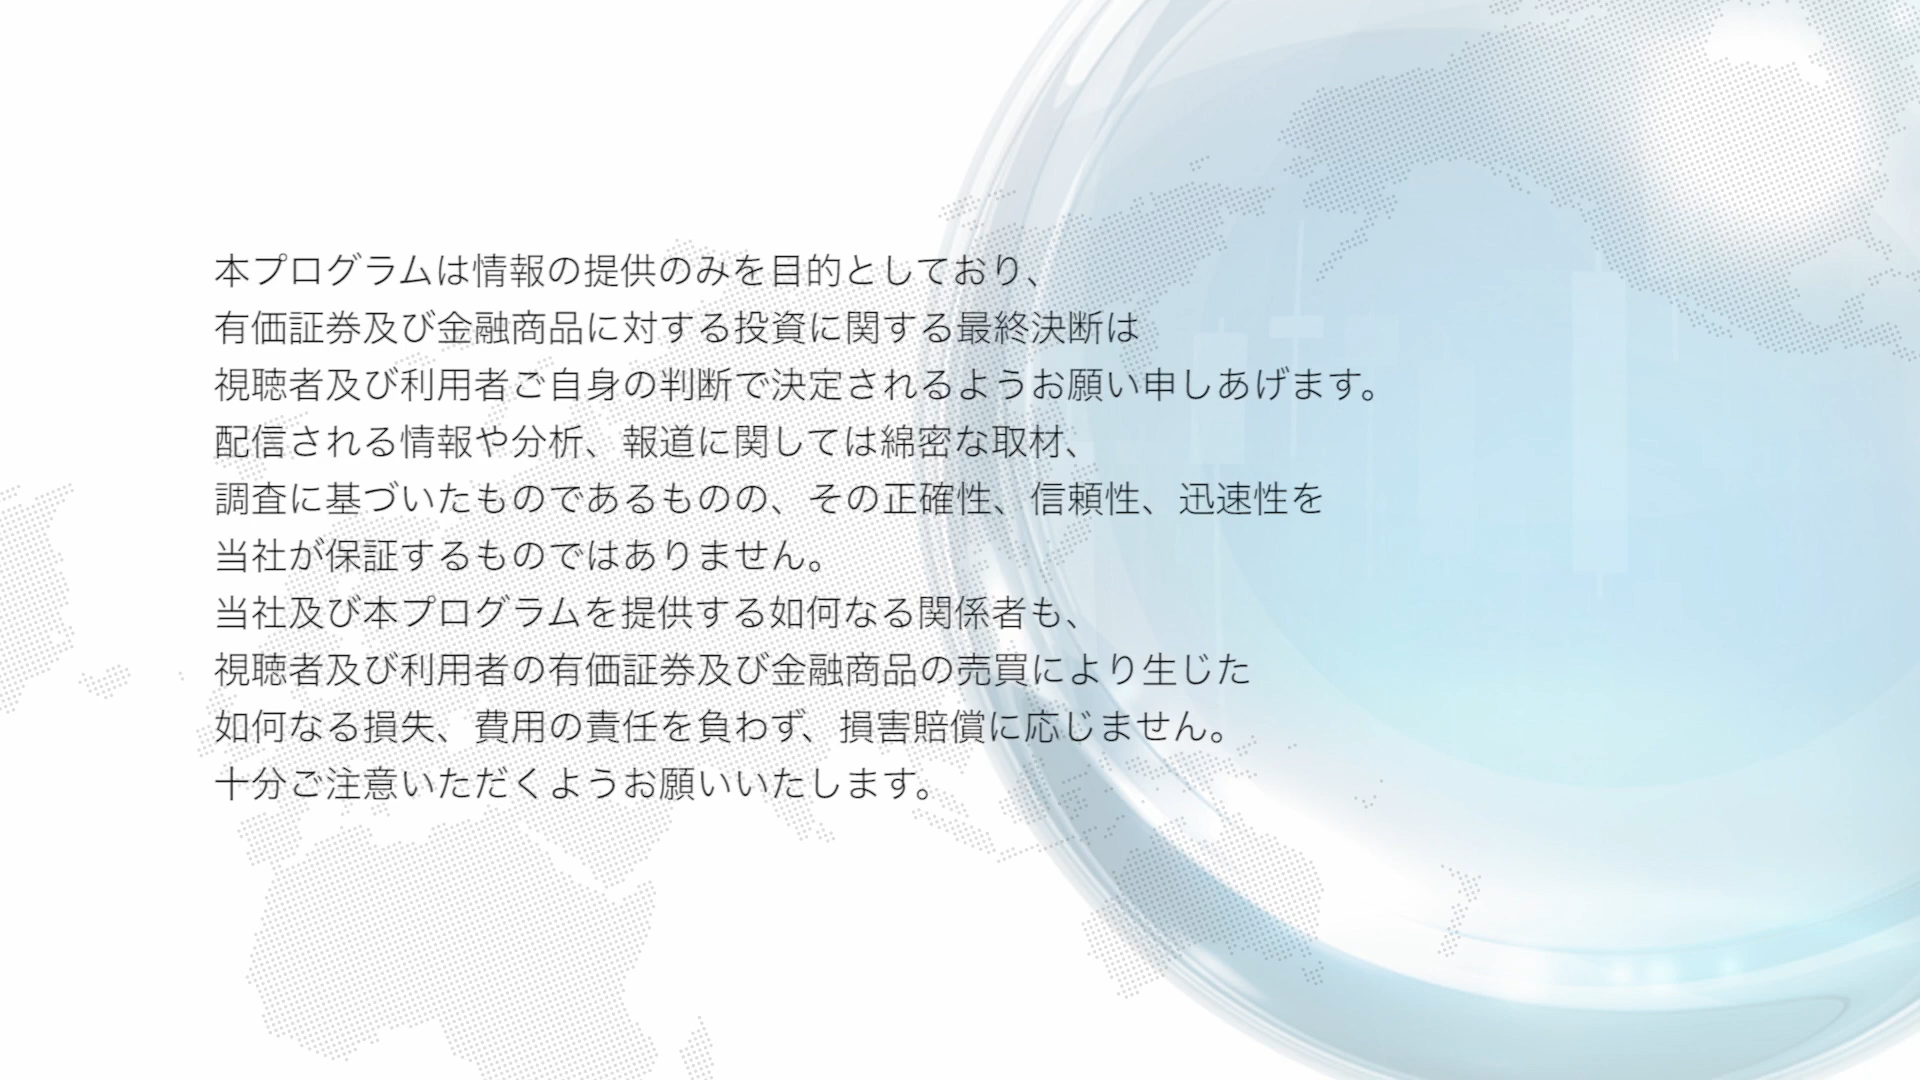 本プログラムは情報の提供のみを目的としており、
有価証券及び金融商品に対する投資に関する最終決断は
視聴者及び利用者ご自身の判断で決定されるようお願い申しあげます。
配信される情報や分析、報道に関しては綿密な取材、
調査に基づいたものであるものの、その正確性、信頼性、迅速性を
当社が保証するものではありません。
当社及び本プログラムを提供する如何なる関係者も、
視聴者及び利用者の有価証券及び金融商品の売買により生じた
如何なる損失、費用の責任を負わず、損害賠償に応じません。
十分ご注意いただくようお願いいたします。